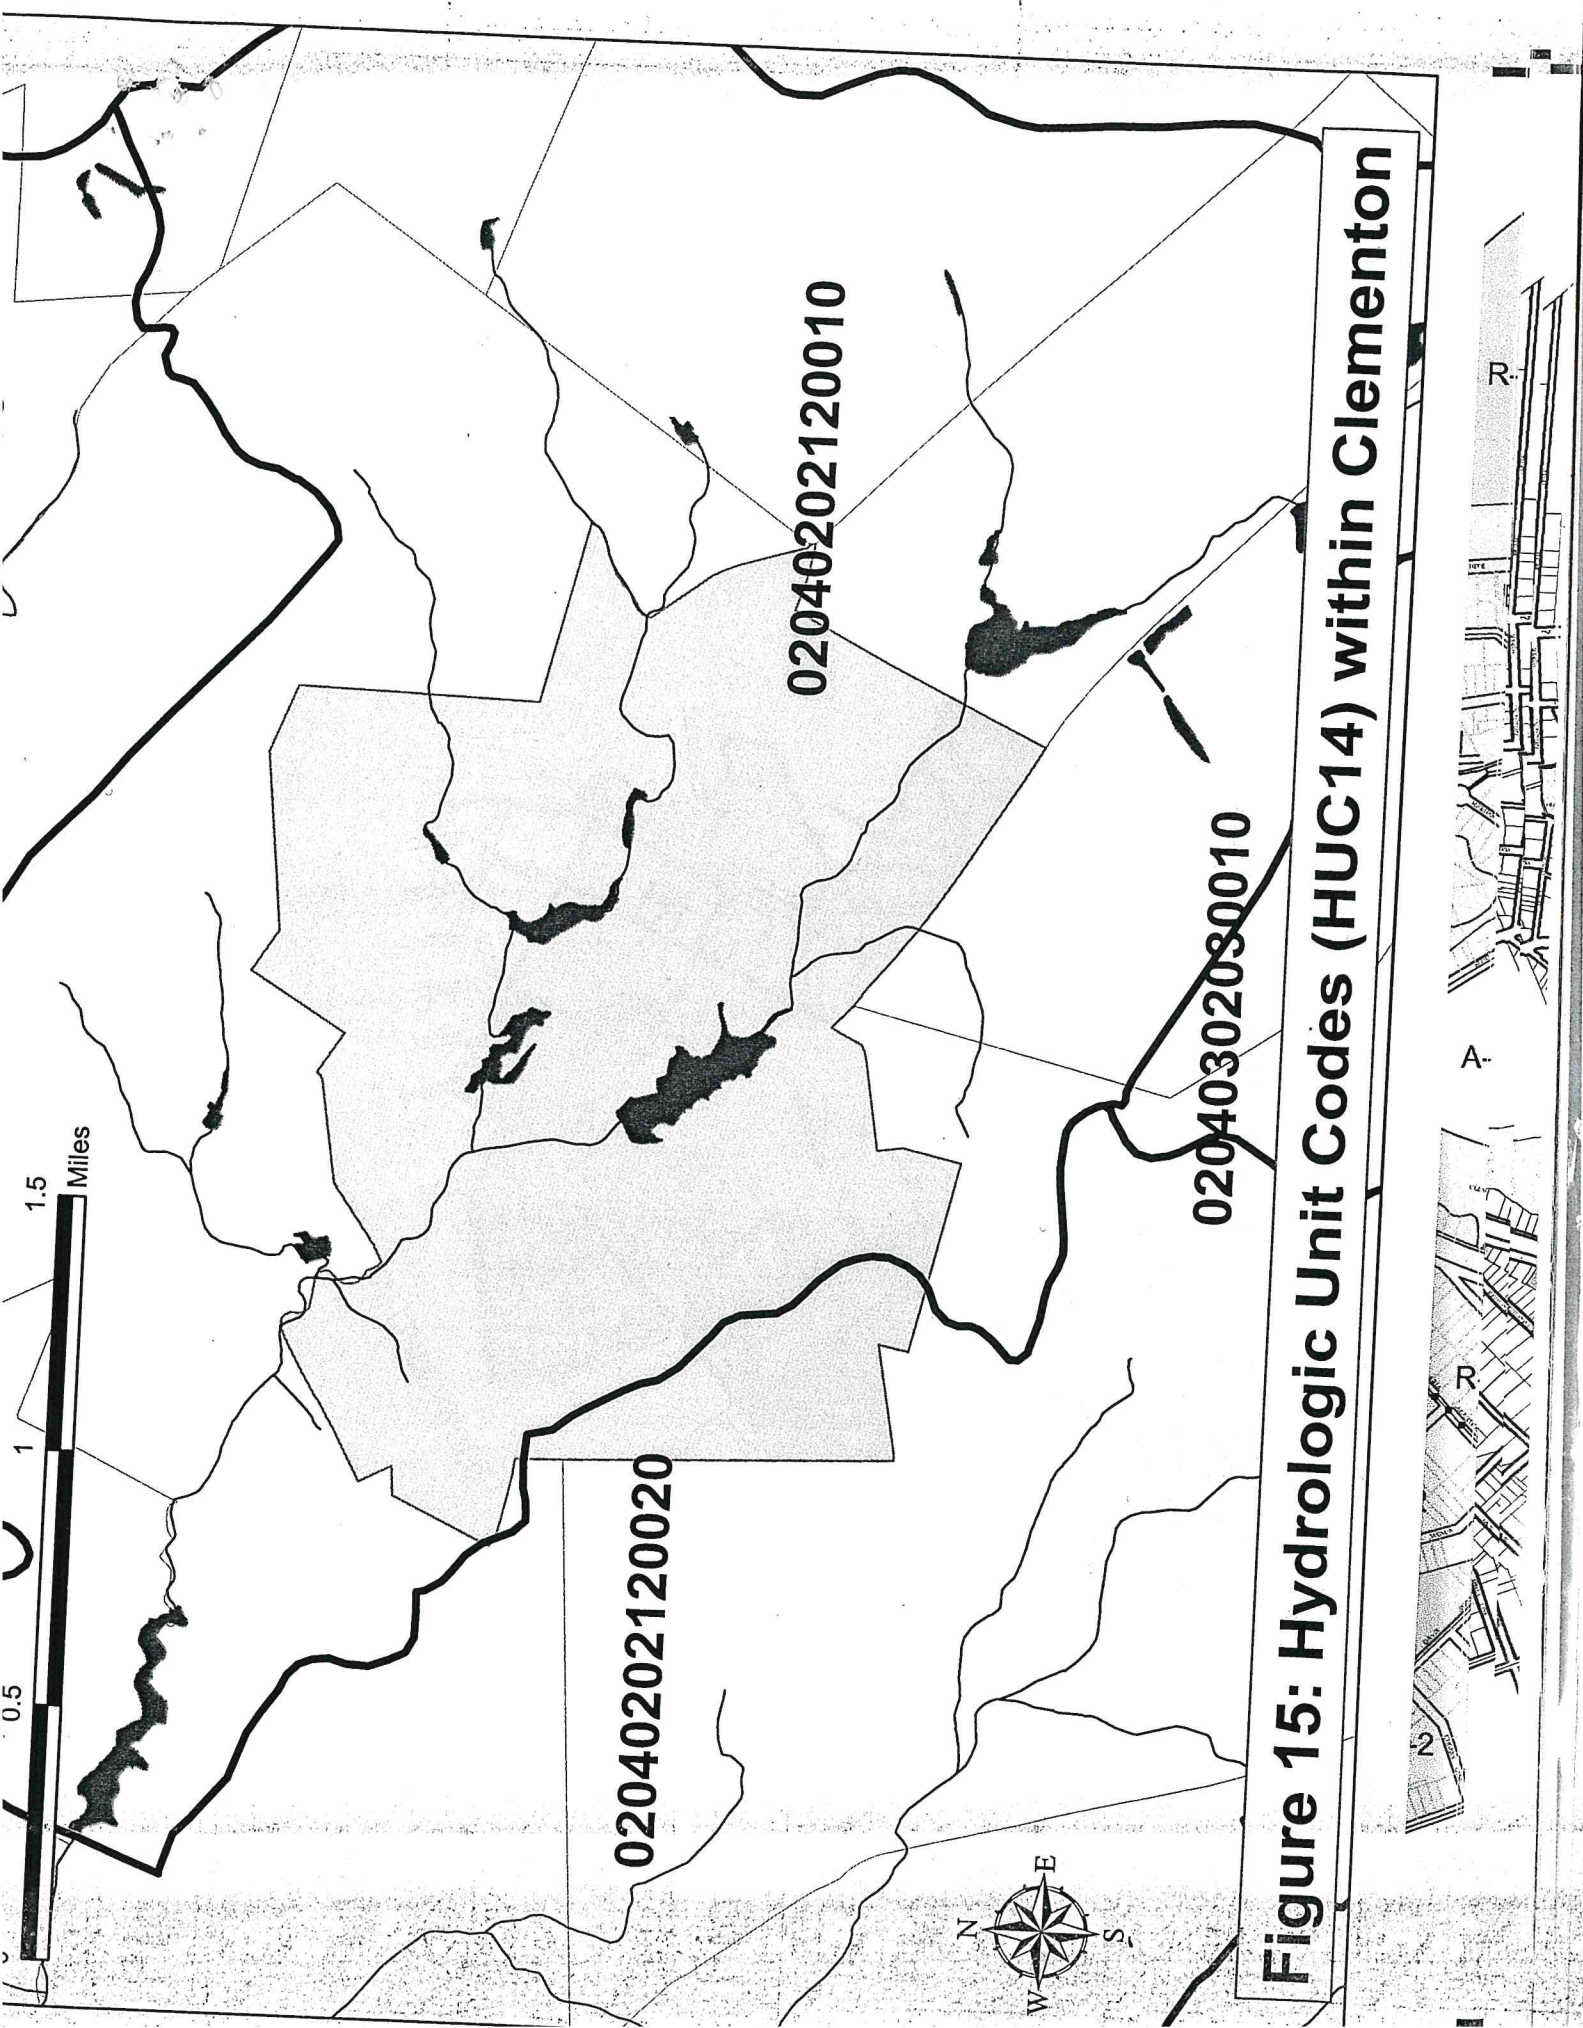 0.5 1 1.5
Miles
02040202120020
02040202120010
N
W E
S
02040302030010
Figure 15: Hydrologic Unit Codes (HUC14) within Clementon
-2
R
A-
R-